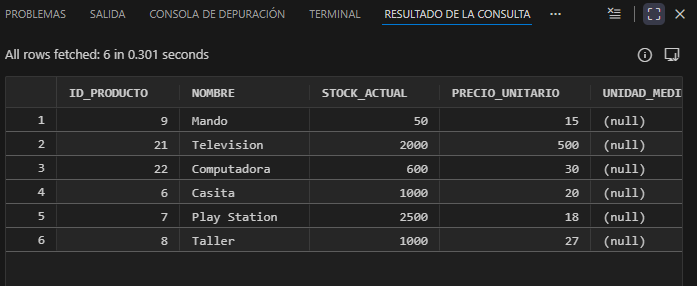 PROBLEMAS SALIDA CONSOLA DE DEPURACIÓN TERMINAL RESULTADO DE LA CONSULTA ...
All rows fetched: 6 in 0.301 seconds
ID_PRODUCTO NOMBRE STOCK_ACTUAL PRECIO_UNITARIO UNIDAD_MEDI
1 9 Mando 50 15 (null)
2 21 Television 2000 500 (null)
3 22 Computadora 600 30 (null)
4 6 Casita 1000 20 (null)
5 7 Play Station 2500 18 (null)
6 8 Taller 1000 27 (null)